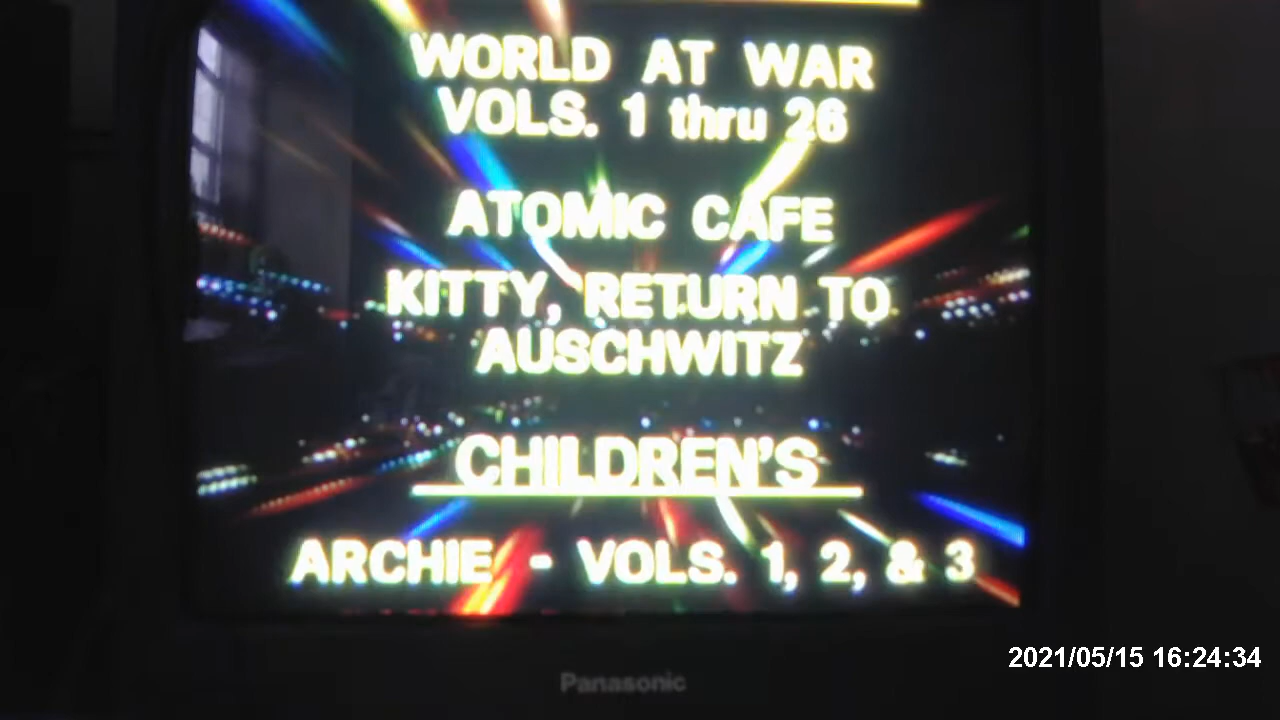 WORLD AT WAR
VOLS. 1 thru 26
ATOMIC CAFE
KITTY, RETURN TO
AUSCHWITZ
CHILDREN'S
ARCHIE - VOLS. 1, 2, & 3
2021/05/15 16:24:34
Panasonic